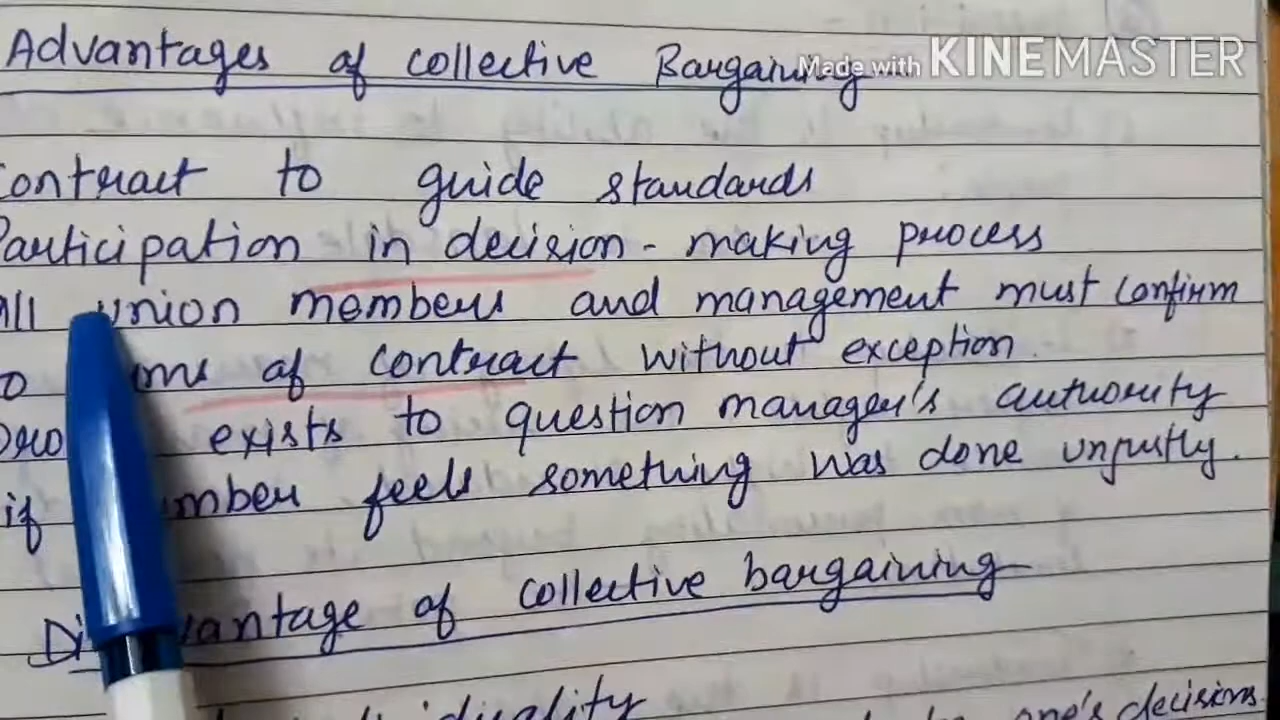 Advantages of collective Bargaining
Made with KINEMASTER
contract to guide standards
Participation in decision - making process
All union members and management must confirm
of contract without exception.
exists to question manager's authority
if feels something was done unjustly.
of collective bargaining
one's decisions